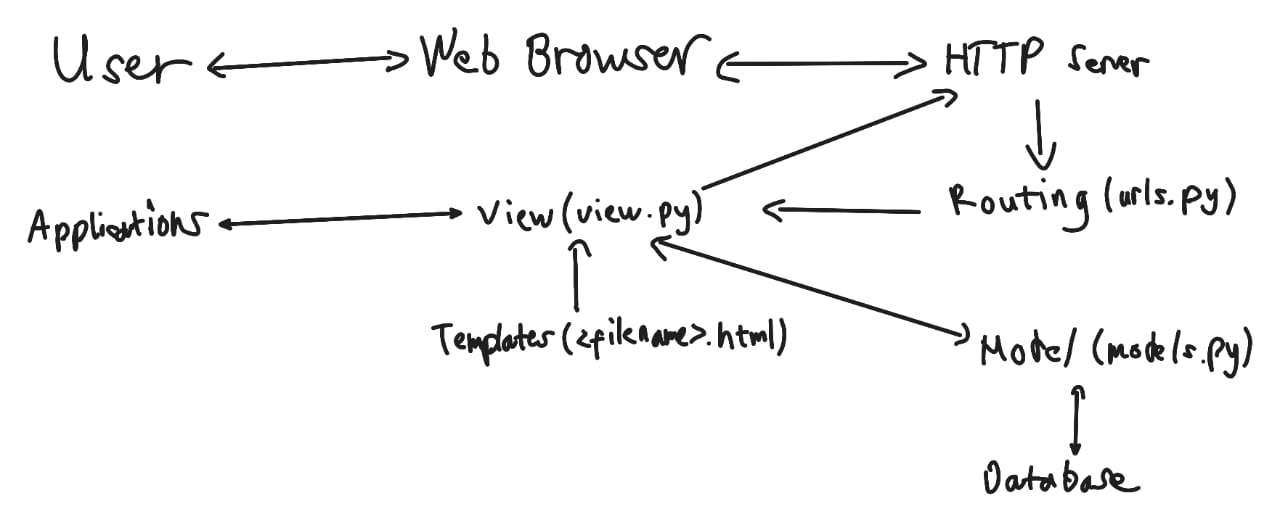 User
Web Browser
HTTP Server
Applications
View (view.py)
Routing (urls.py)
Templates (<filename>.html)
Model (models.py)
Database